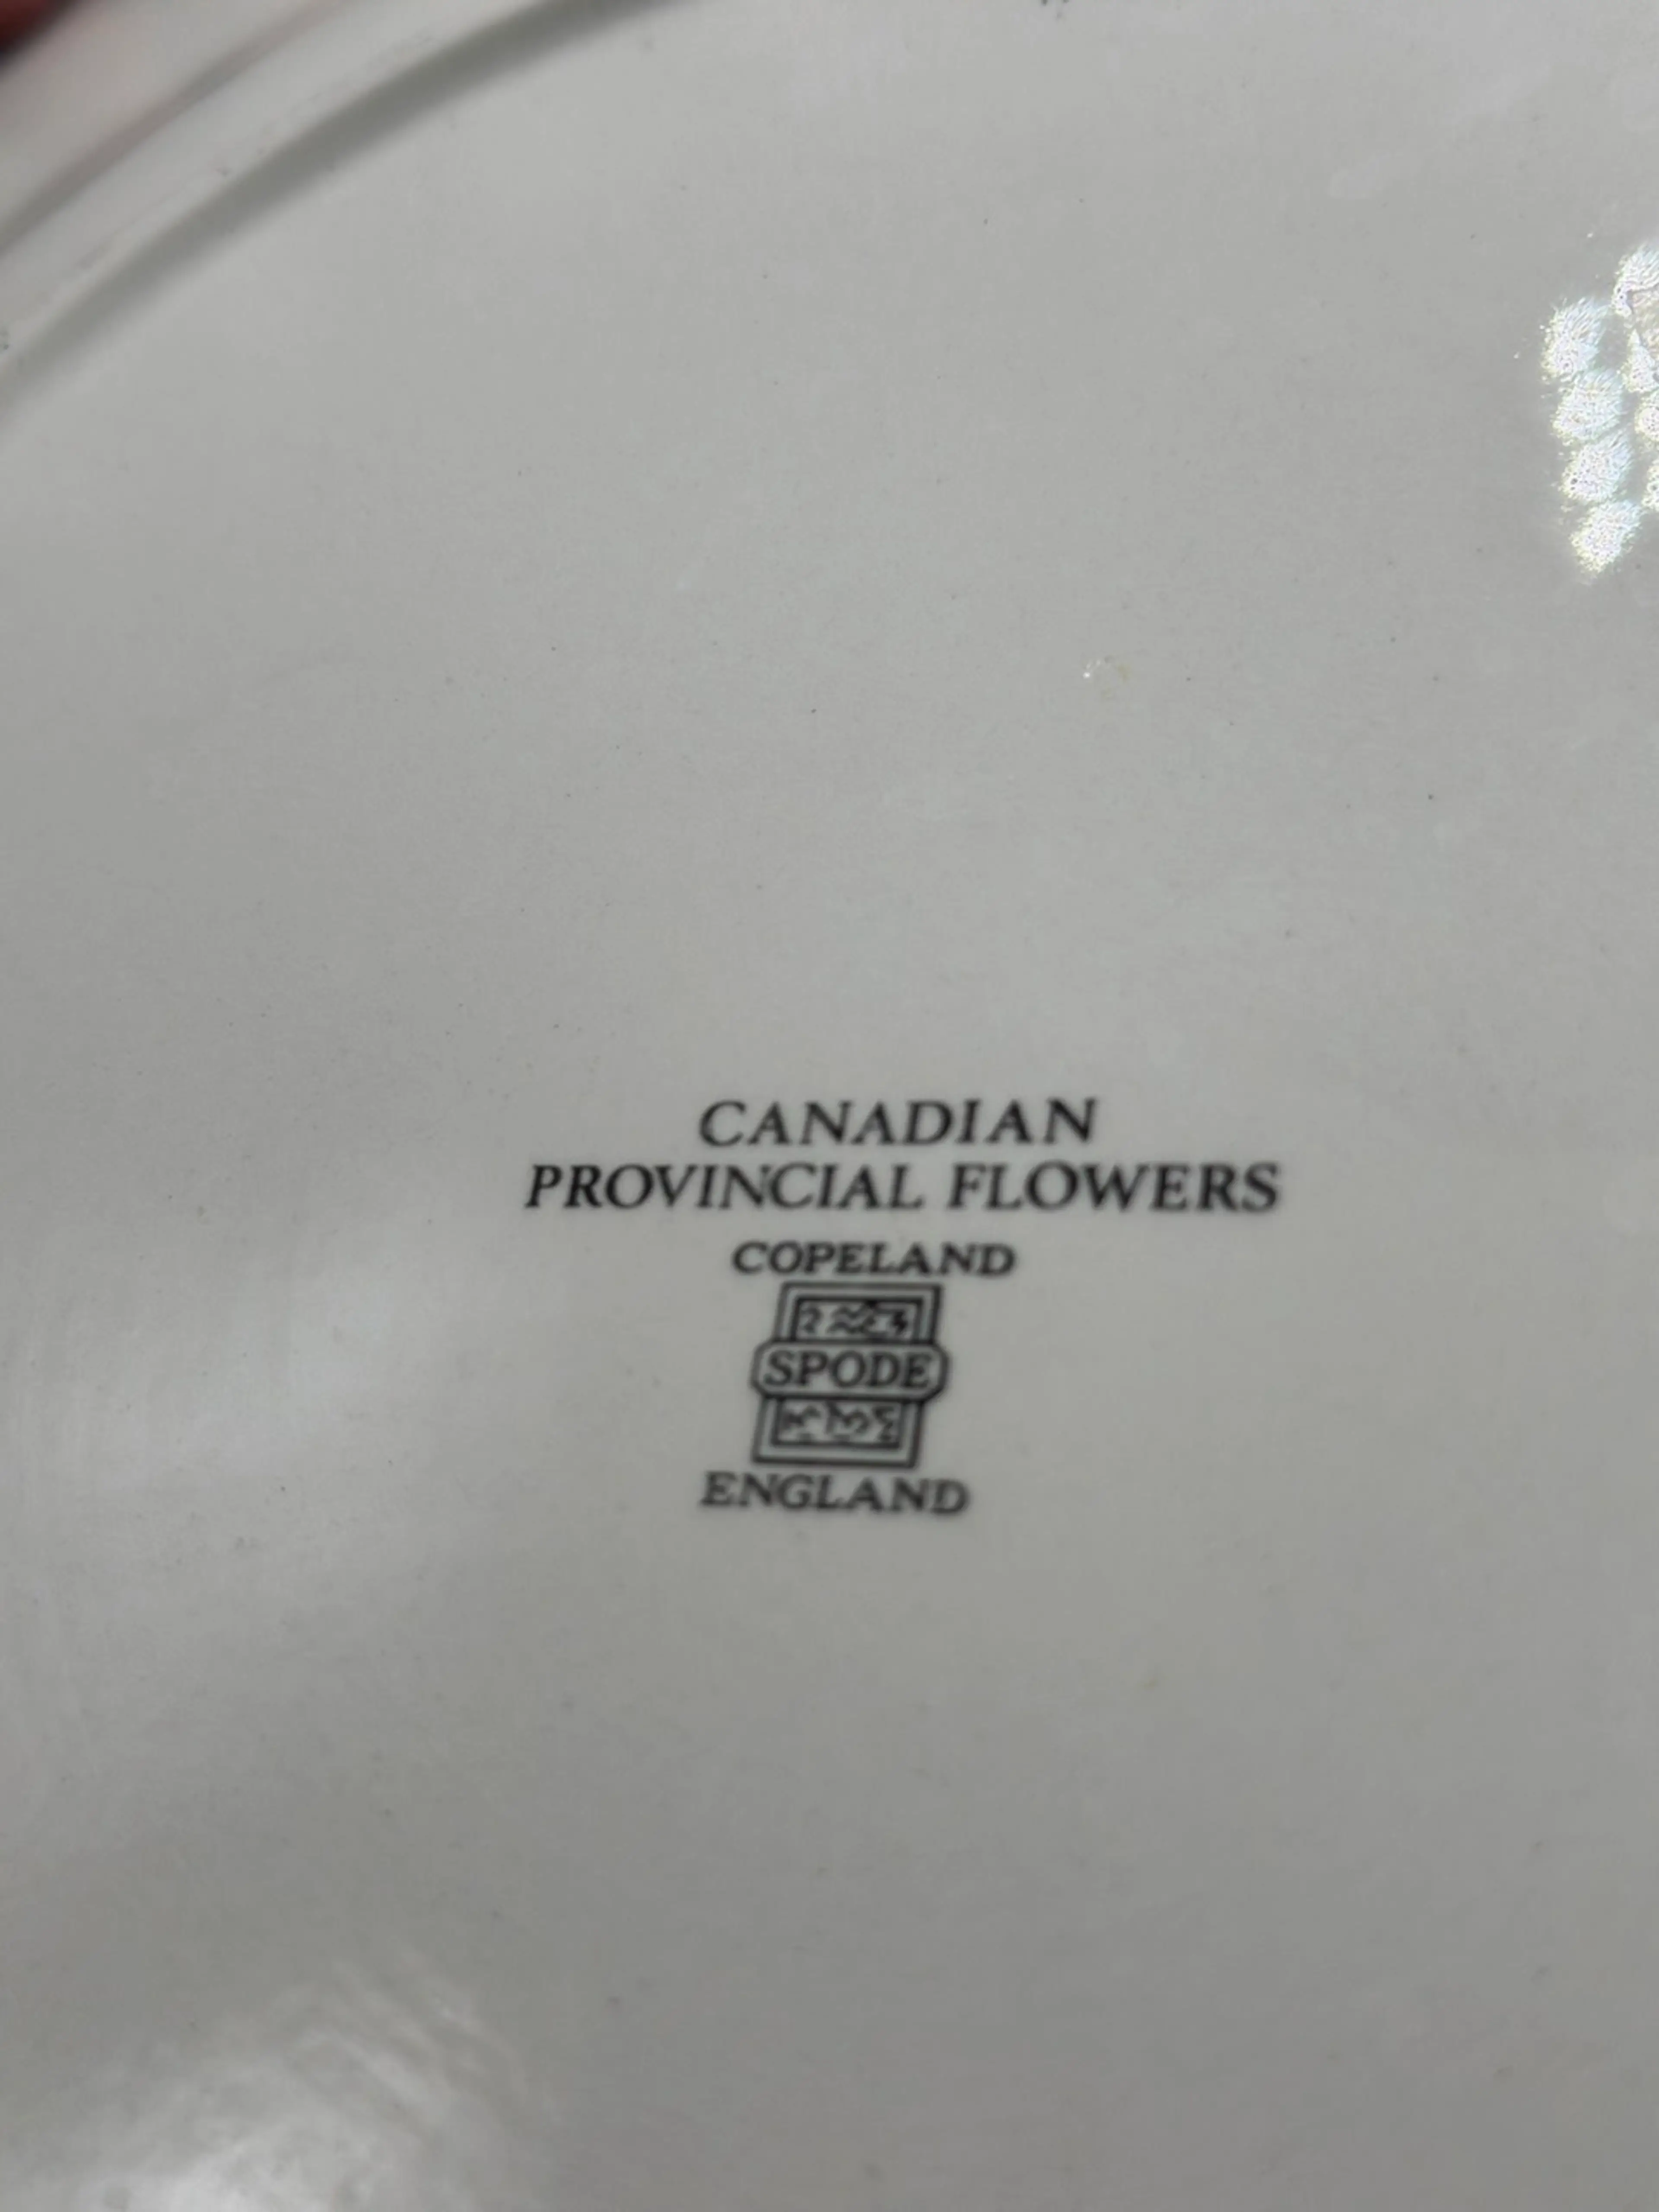 CANADIAN
PROVINCIAL FLOWERS
COPELAND
SPODE
ENGLAND